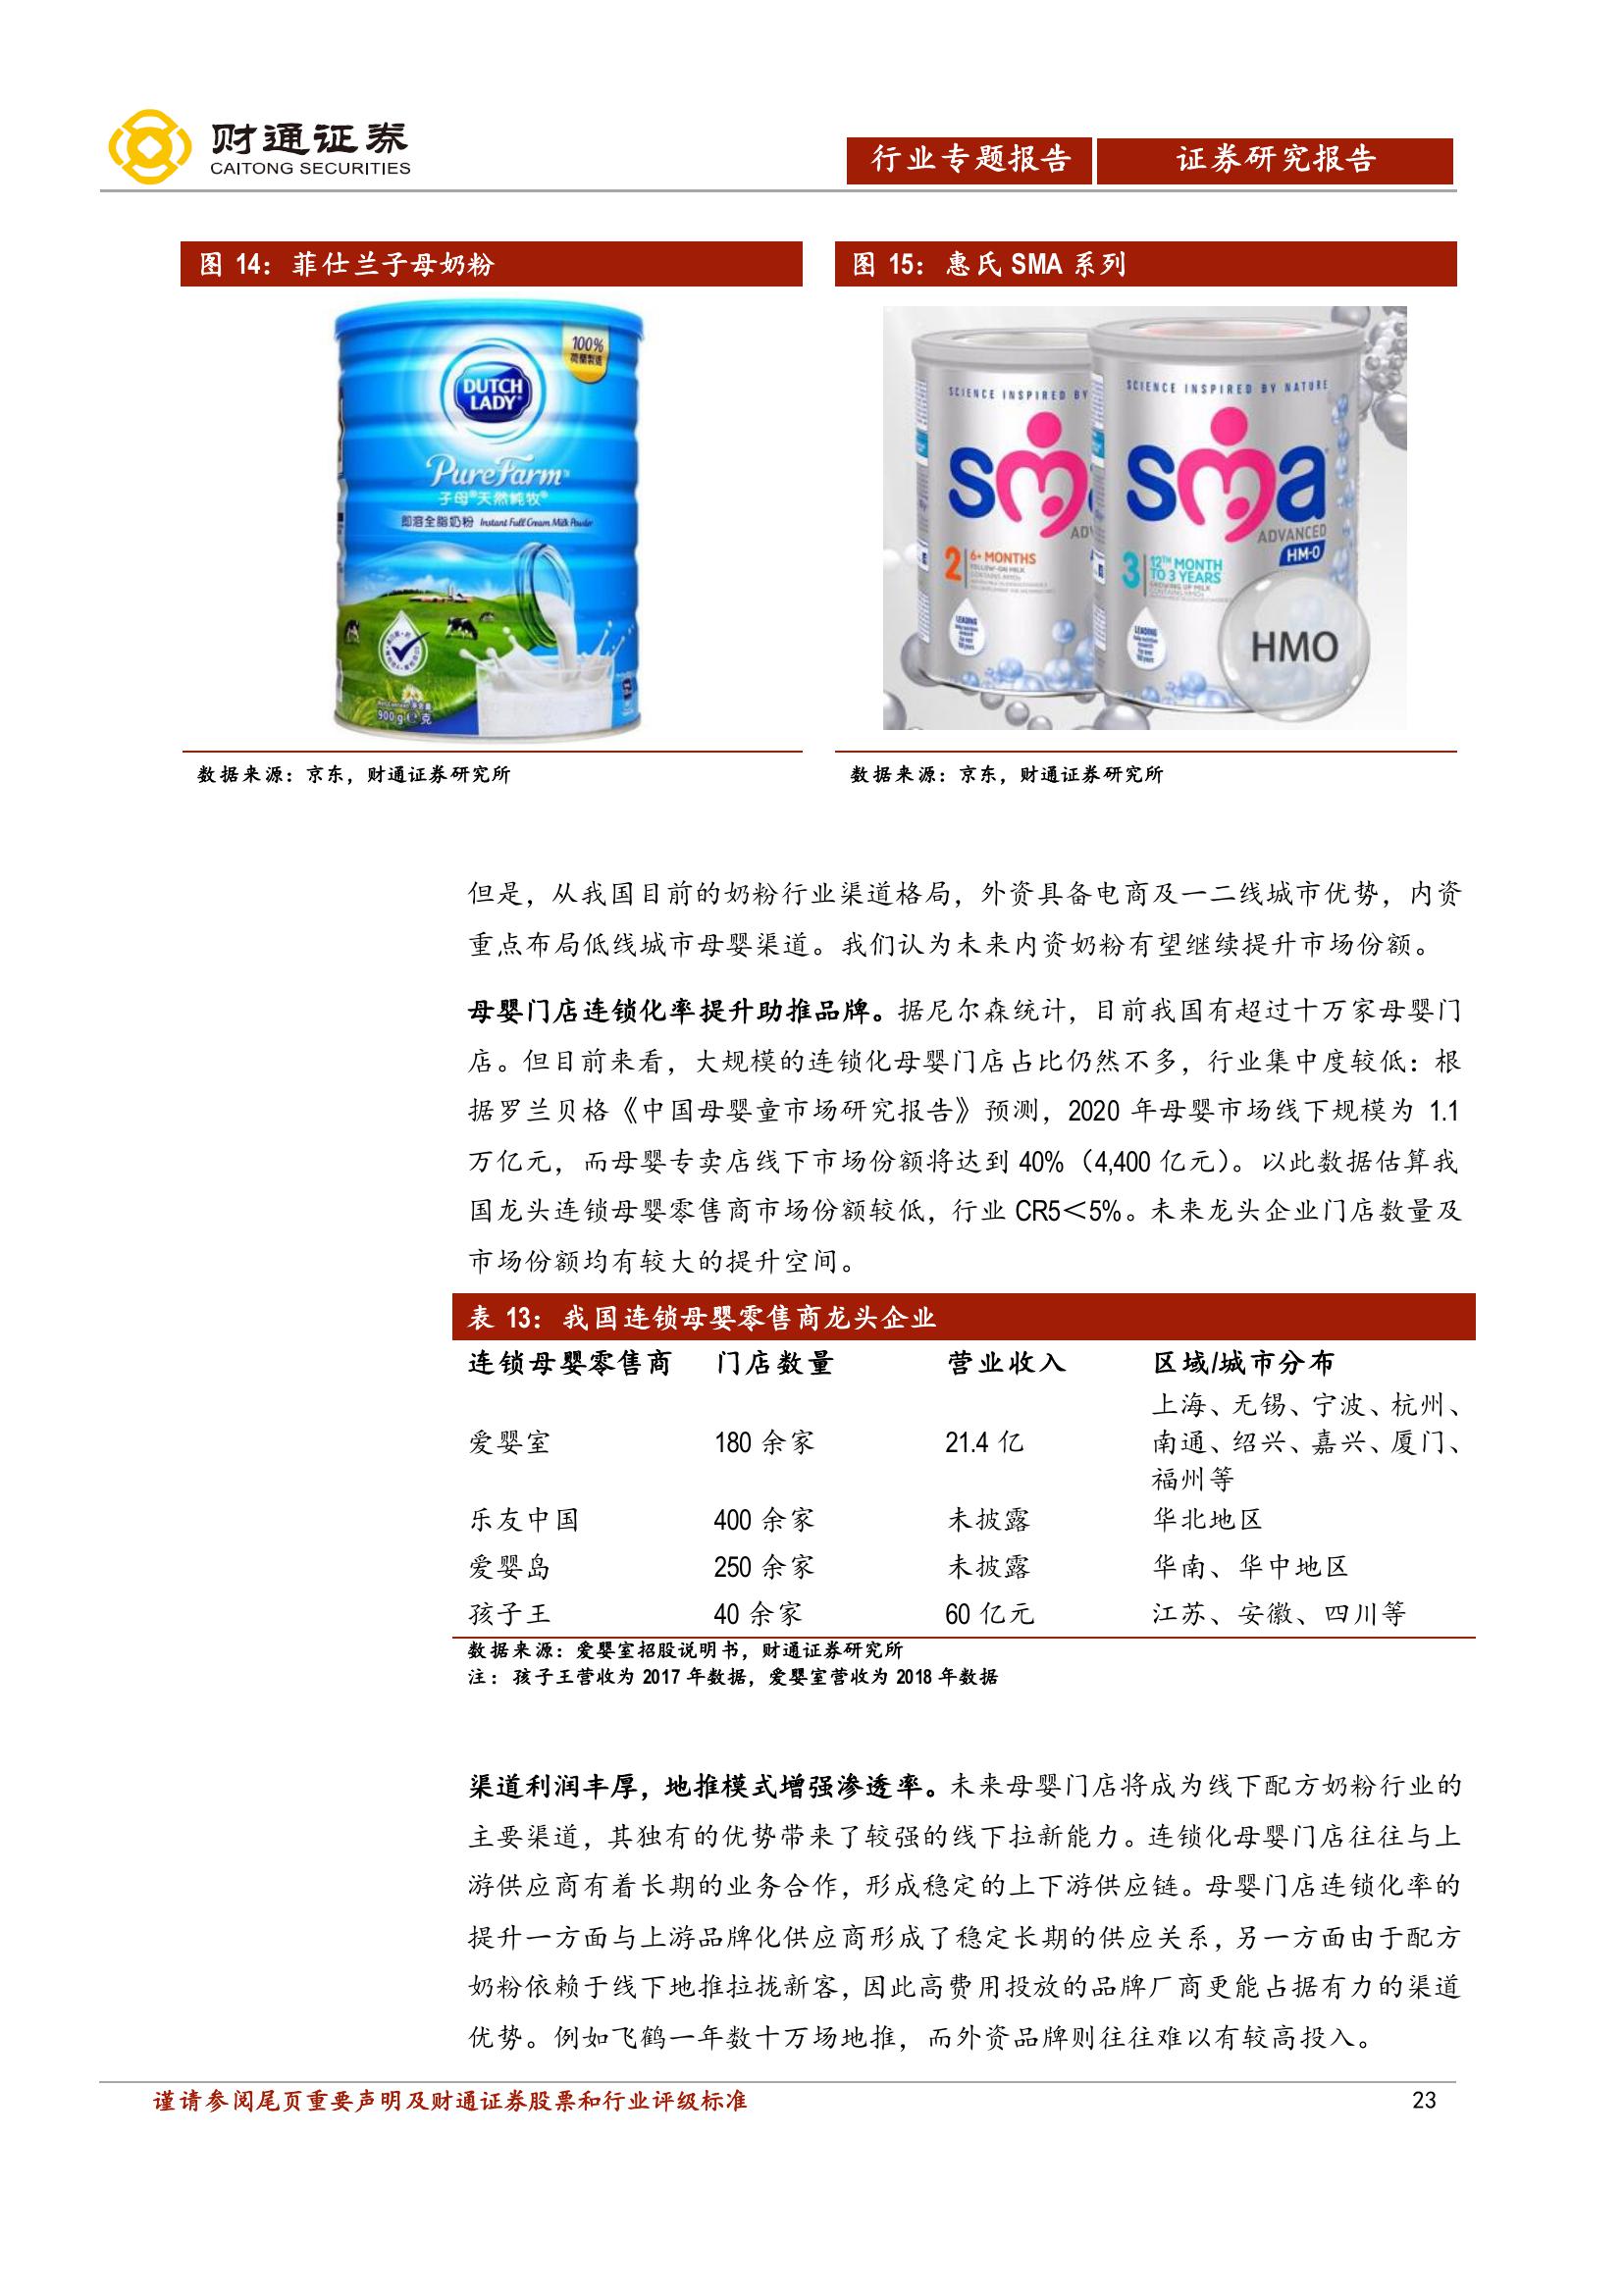 财通证券
CAITONG SECURITIES
行业专题报告
证券研究报告
图 14：菲仕兰子母奶粉
100%
荷蘭製造
DUTCH
LADY
PureFarm
子母®天然純牧®
即溶全脂奶粉 Instant Full Cream Milk Powder
900 g 克
数据来源：京东，财通证券研究所
图 15：惠氏 SMA 系列
SCIENCE INSPIRED BY
SCIENCE INSPIRED BY NATURE
sma
ADVANCED
HM-O
2 6+ MONTHS
FOLLOW-ON MILK
3 12TH MONTH
TO 3 YEARS
GROWING UP MILK
LEADING
LEADING
HMO
数据来源：京东，财通证券研究所
但是，从我国目前的奶粉行业渠道格局，外资具备电商及一二线城市优势，内资
重点布局低线城市母婴渠道。我们认为未来内资奶粉有望继续提升市场份额。
母婴门店连锁化率提升助推品牌。据尼尔森统计，目前我国有超过十万家母婴门
店。但目前来看，大规模的连锁化母婴门店占比仍然不多，行业集中度较低：根
据罗兰贝格《中国母婴童市场研究报告》预测，2020 年母婴市场线下规模为 1.1
万亿元，而母婴专卖店线下市场份额将达到 40%（4,400 亿元）。以此数据估算我
国龙头连锁母婴零售商市场份额较低，行业 CR5＜5%。未来龙头企业门店数量及
市场份额均有较大的提升空间。
表 13：我国连锁母婴零售商龙头企业
连锁母婴零售商 门店数量 营业收入 区域/城市分布
上海、无锡、宁波、杭州、
爱婴室 180 余家 21.4 亿 南通、绍兴、嘉兴、厦门、
福州等
乐友中国 400 余家 未披露 华北地区
爱婴岛 250 余家 未披露 华南、华中地区
孩子王 40 余家 60 亿元 江苏、安徽、四川等
数据来源：爱婴室招股说明书，财通证券研究所
注：孩子王营收为 2017 年数据，爱婴室营收为 2018 年数据
渠道利润丰厚，地推模式增强渗透率。未来母婴门店将成为线下配方奶粉行业的
主要渠道，其独有的优势带来了较强的线下拉新能力。连锁化母婴门店往往与上
游供应商有着长期的业务合作，形成稳定的上下游供应链。母婴门店连锁化率的
提升一方面与上游品牌化供应商形成了稳定长期的供应关系，另一方面由于配方
奶粉依赖于线下地推拉拢新客，因此高费用投放的品牌厂商更能占据有力的渠道
优势。例如飞鹤一年数十万场地推，而外资品牌则往往难以有较高投入。
谨请参阅尾页重要声明及财通证券股票和行业评级标准
23